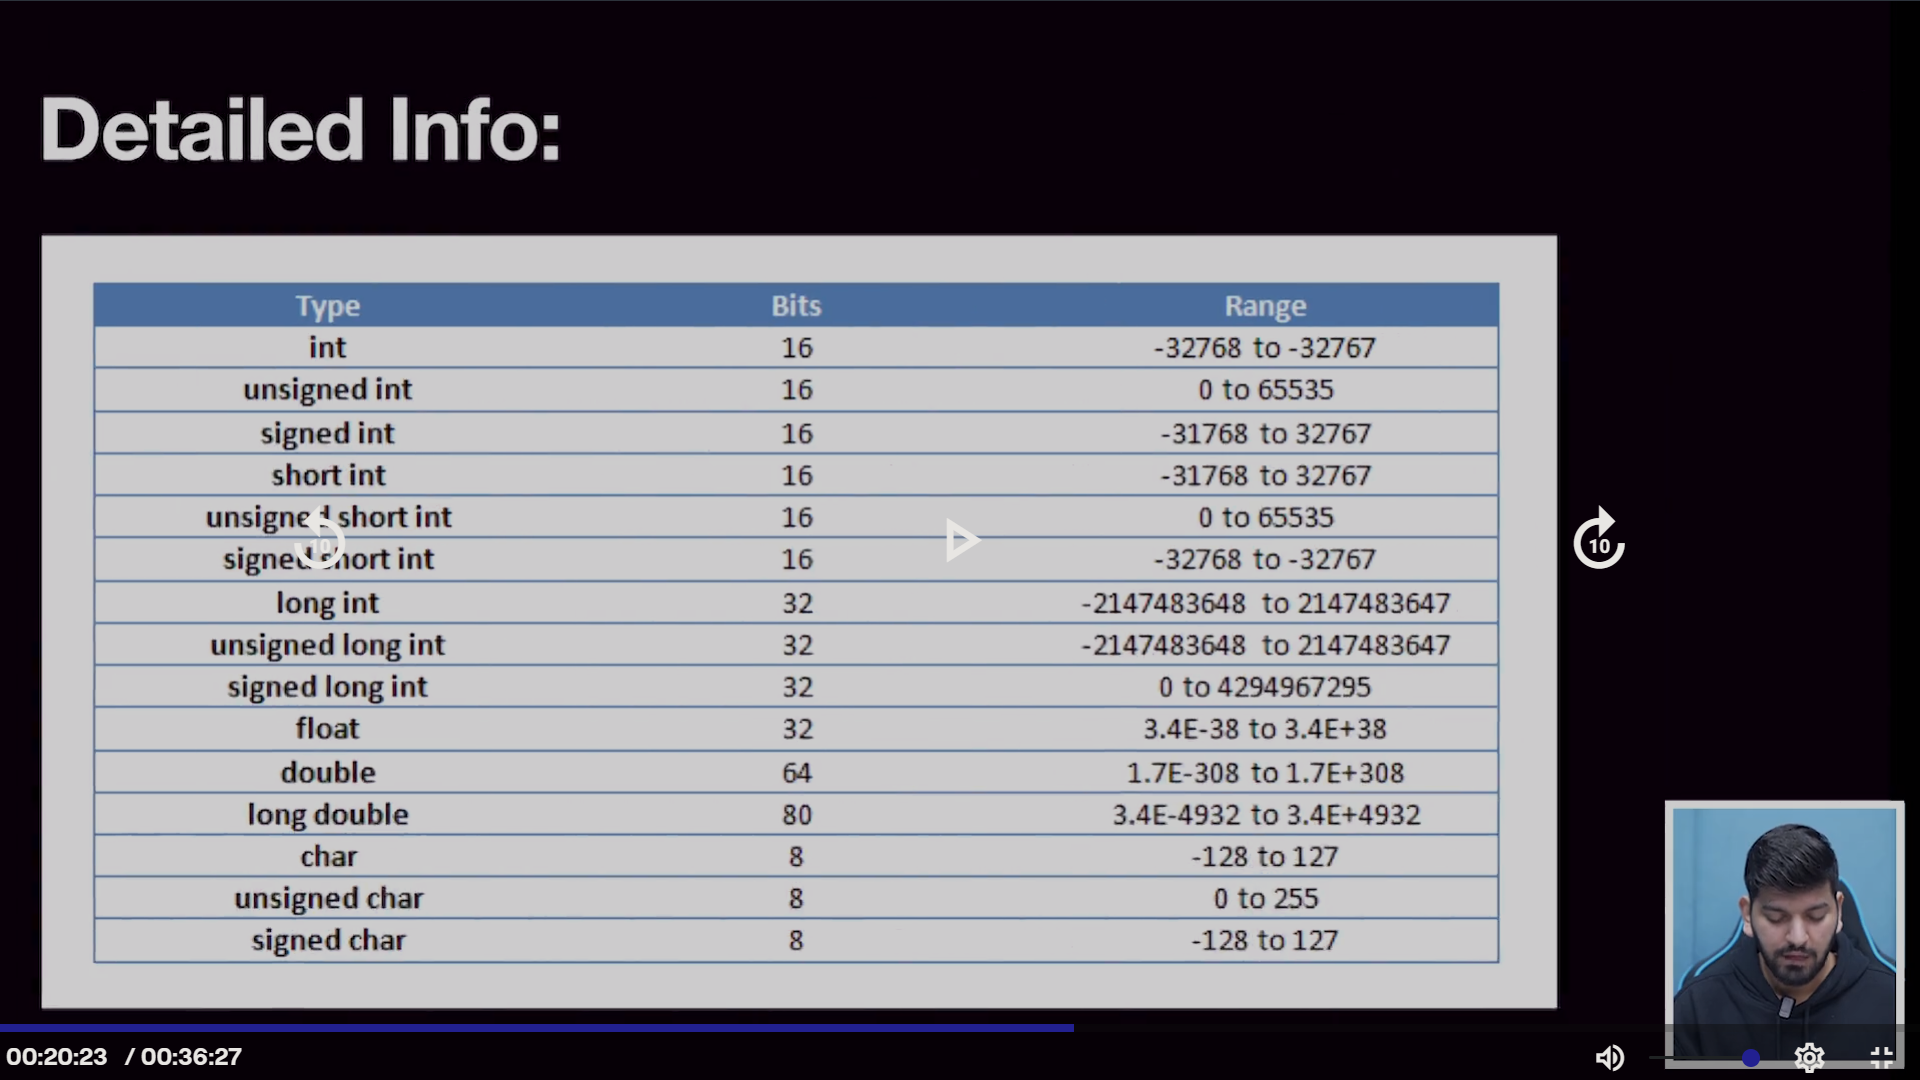 Detailed Info:
Type Bits Range
int 16 -32768 to -32767
unsigned int 16 0 to 65535
signed int 16 -31768 to 32767
short int 16 -31768 to 32767
unsigned short int 16 0 to 65535
signed short int 16 -32768 to -32767
long int 32 -2147483648 to 2147483647
unsigned long int 32 -2147483648 to 2147483647
signed long int 32 0 to 4294967295
float 32 3.4E-38 to 3.4E+38
double 64 1.7E-308 to 1.7E+308
long double 80 3.4E-4932 to 3.4E+4932
char 8 -128 to 127
unsigned char 8 0 to 255
signed char 8 -128 to 127
10
10
00:20:23 / 00:36:27